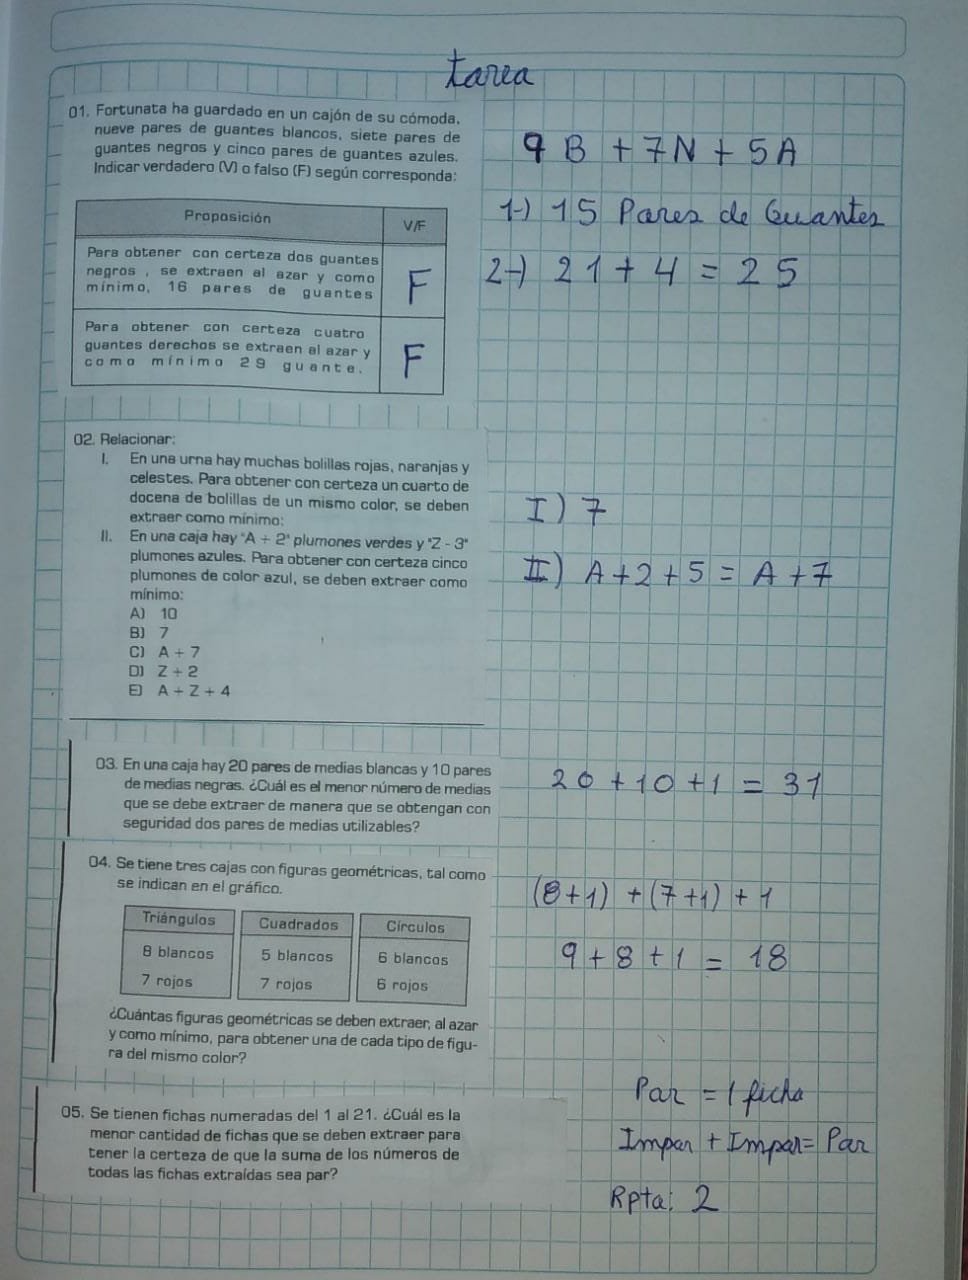 tarea
01. Fortunata ha guardado en un cajón de su cómoda,
nueve pares de guantes blancos, siete pares de
guantes negros y cinco pares de guantes azules.
Indicar verdadero (V) o falso (F) según corresponda:
9 B + 7N + 5A
Proposición V/F
1-) 15 Pares de Guantes
Para obtener con certeza dos guantes
negros , se extraen al azar y como
mínimo, 16 pares de guantes
F
2-) 21 + 4 = 25
Para obtener con certeza cuatro
guantes derechos se extraen al azar y
como mínimo 29 guante.
F
02. Relacionar:
I. En una urna hay muchas bolillas rojas, naranjas y
celestes. Para obtener con certeza un cuarto de
docena de bolillas de un mismo color, se deben
extraer como mínimo:
I) 7
II. En una caja hay "A + 2" plumones verdes y "Z - 3"
plumones azules. Para obtener con certeza cinco
plumones de color azul, se deben extraer como
mínimo:
II) A+2+5 = A+7
A) 10
B) 7
C) A + 7
D) Z + 2
E) A + Z + 4
03. En una caja hay 20 pares de medias blancas y 10 pares
de medias negras. ¿Cuál es el menor número de medias
que se debe extraer de manera que se obtengan con
seguridad dos pares de medias utilizables?
20 + 10 + 1 = 31
04. Se tiene tres cajas con figuras geométricas, tal como
se indican en el gráfico.
(8+1) + (7+1) + 1
9 + 8 + 1 = 18
Triángulos Cuadrados Círculos
8 blancos 5 blancos 6 blancos
7 rojos 7 rojos 6 rojos
¿Cuántas figuras geométricas se deben extraer, al azar
y como mínimo, para obtener una de cada tipo de figu-
ra del mismo color?
05. Se tienen fichas numeradas del 1 al 21. ¿Cuál es la
menor cantidad de fichas que se deben extraer para
tener la certeza de que la suma de los números de
todas las fichas extraídas sea par?
Par = 1 ficha
Impar + Impar = Par
Rpta: 2